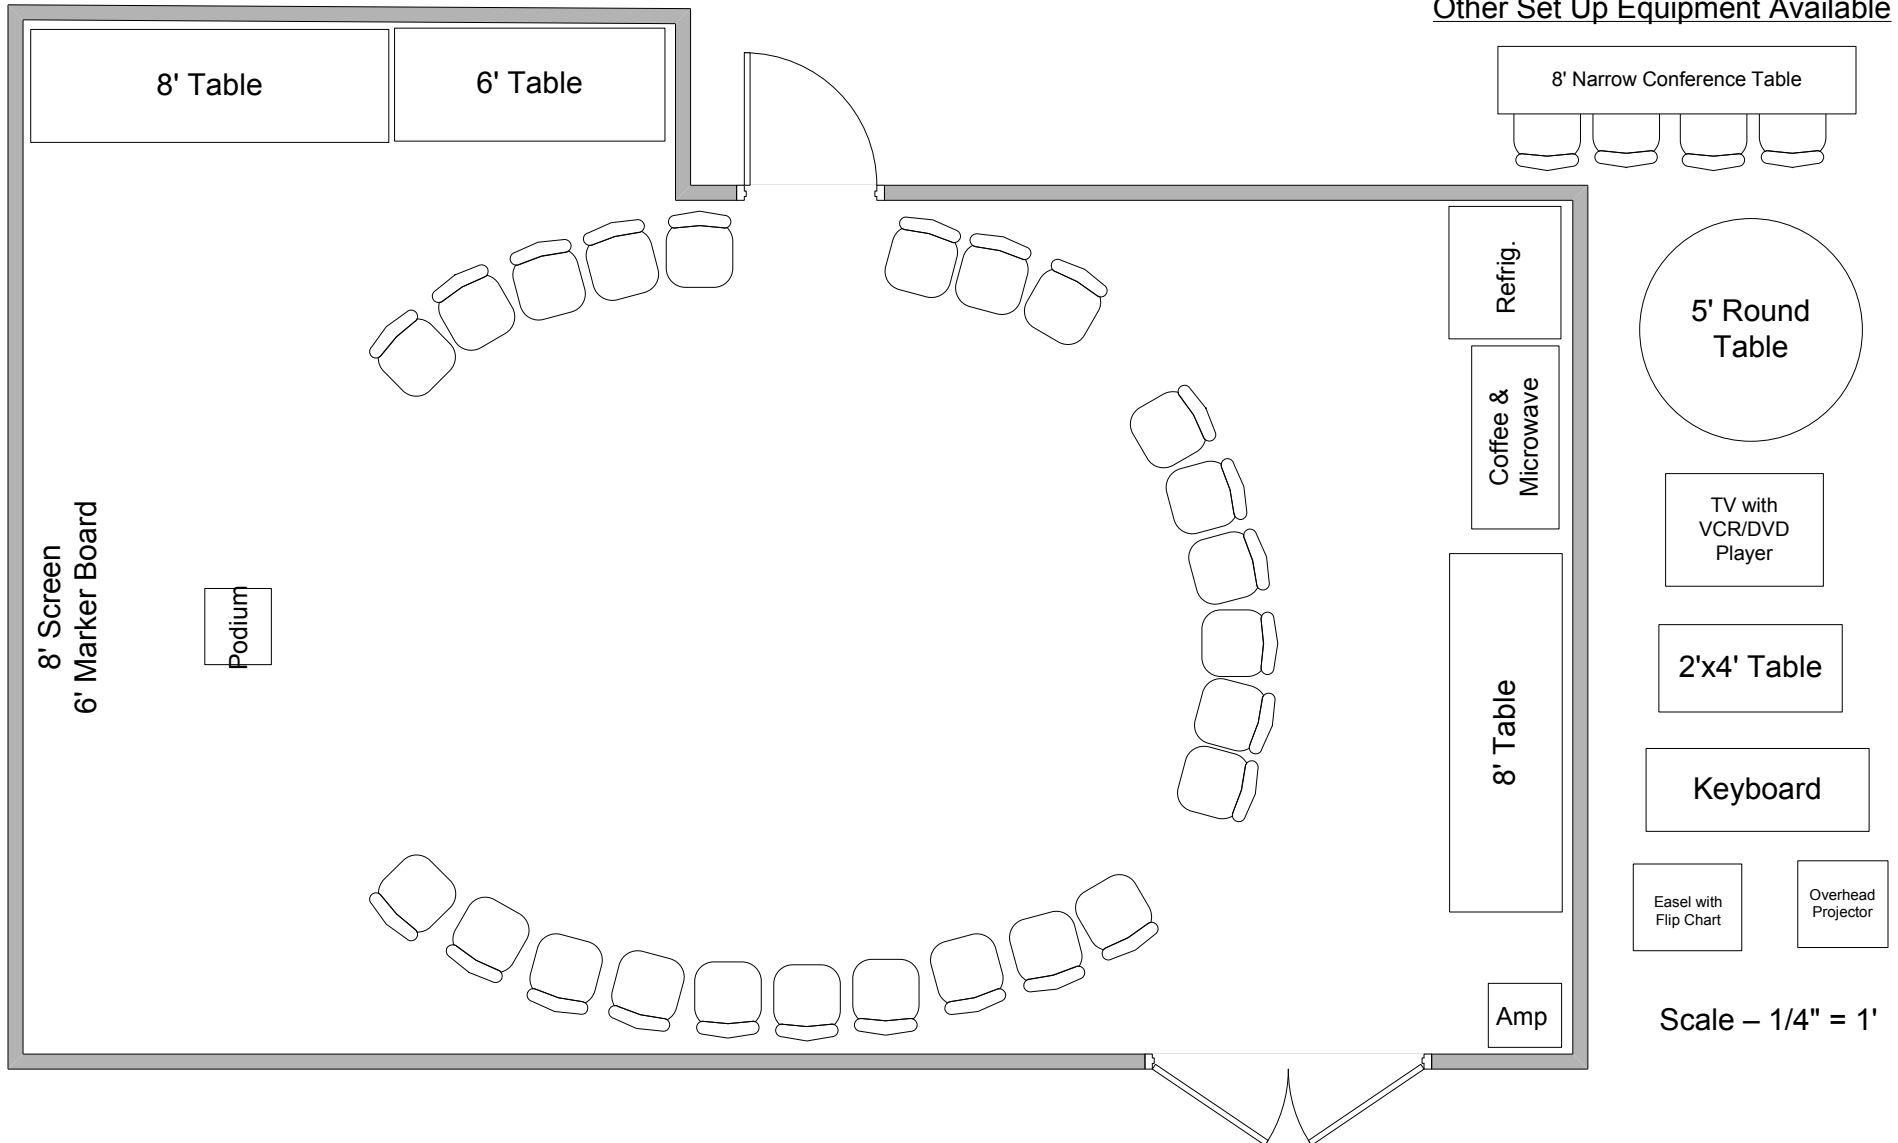 Other Set Up Equipment Available
8' Table
6' Table
8' Narrow Conference Table
Refrig.
5' Round
Table
Coffee &
Microwave
TV with
VCR/DVD
Player
8' Screen
6' Marker Board
Podium
2'x4' Table
8' Table
Keyboard
Easel with
Flip Chart
Overhead
Projector
Amp
Scale – 1/4" = 1'